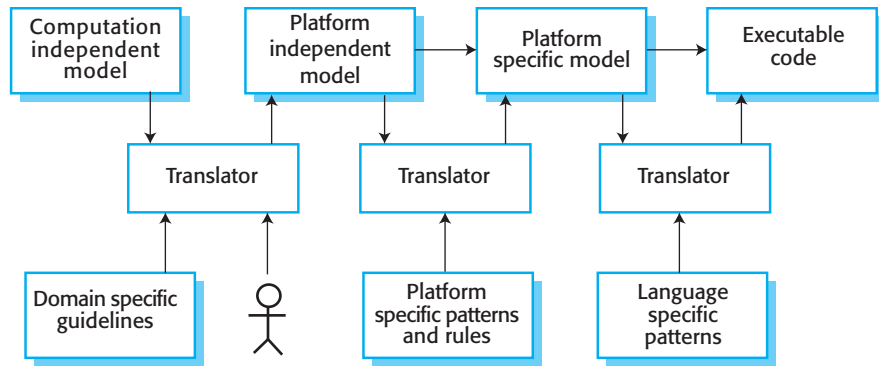 Computation
independent
model
Platform
independent
model
Platform
specific model
Executable
code
Translator
Translator
Translator
Domain specific
guidelines
Platform
specific patterns
and rules
Language
specific
patterns